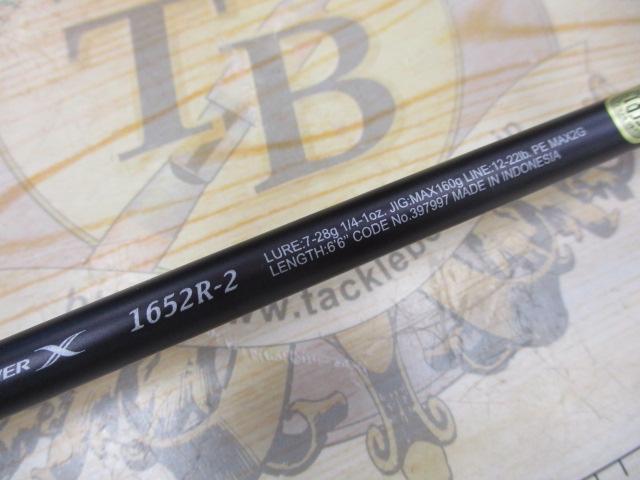 TB
LURE:7-28g 1/4-1oz. JIG:MAX160g LINE:12-22lb. PE MAX2G
LENGTH:6'6" CODE No.397997 MADE IN INDONESIA
1652R-2
X
www.tackle